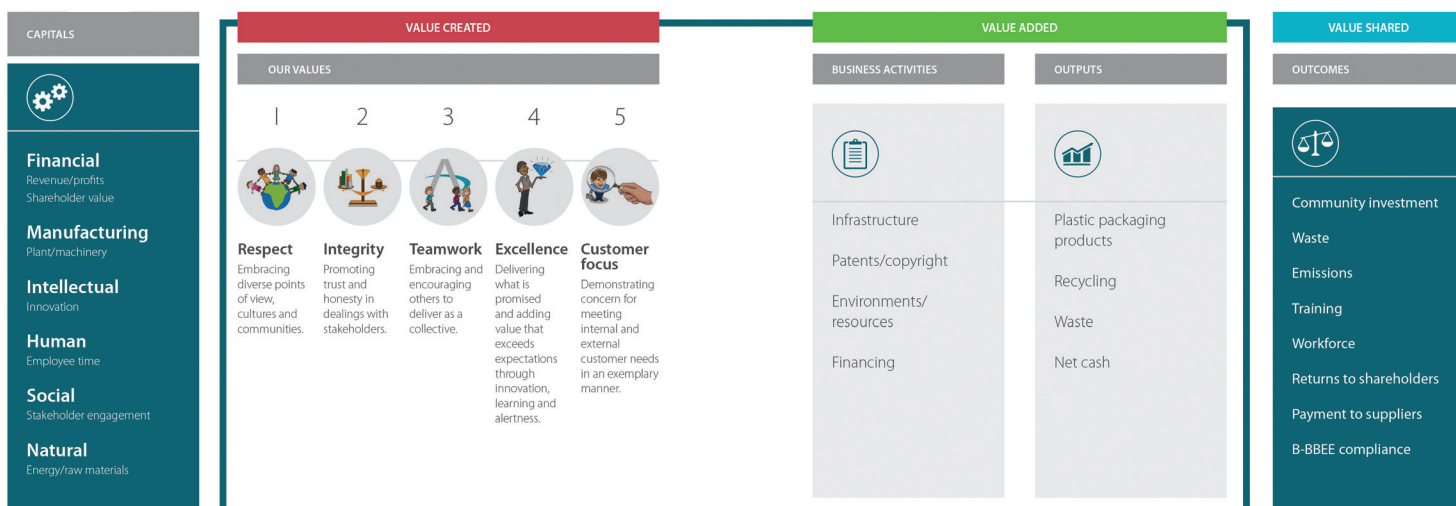 CAPITALS
Financial
Revenue/profits
Shareholder value
Manufacturing
Plant/machinery
Intellectual
Innovation
Human
Employee time
Social
Stakeholder engagement
Natural
Energy/raw materials
VALUE CREATED
OUR VALUES
1
2
3
4
5
Respect
Embracing
diverse points
of view,
cultures and
communities.
Integrity
Promoting
trust and
honesty in
dealings with
stakeholders.
Teamwork
Embracing and
encouraging
others to
deliver as a
collective.
Excellence
Delivering
what is
promised
and adding
value that
exceeds
expectations
through
innovation,
learning and
alertness.
Customer
focus
Demonstrating
concern for
meeting
internal and
external
customer needs
in an exemplary
manner.
VALUE ADDED
BUSINESS ACTIVITIES
Infrastructure
Patents/copyright
Environments/
resources
Financing
OUTPUTS
Plastic packaging
products
Recycling
Waste
Net cash
VALUE SHARED
OUTCOMES
Community investment
Waste
Emissions
Training
Workforce
Returns to shareholders
Payment to suppliers
B-BBEE compliance